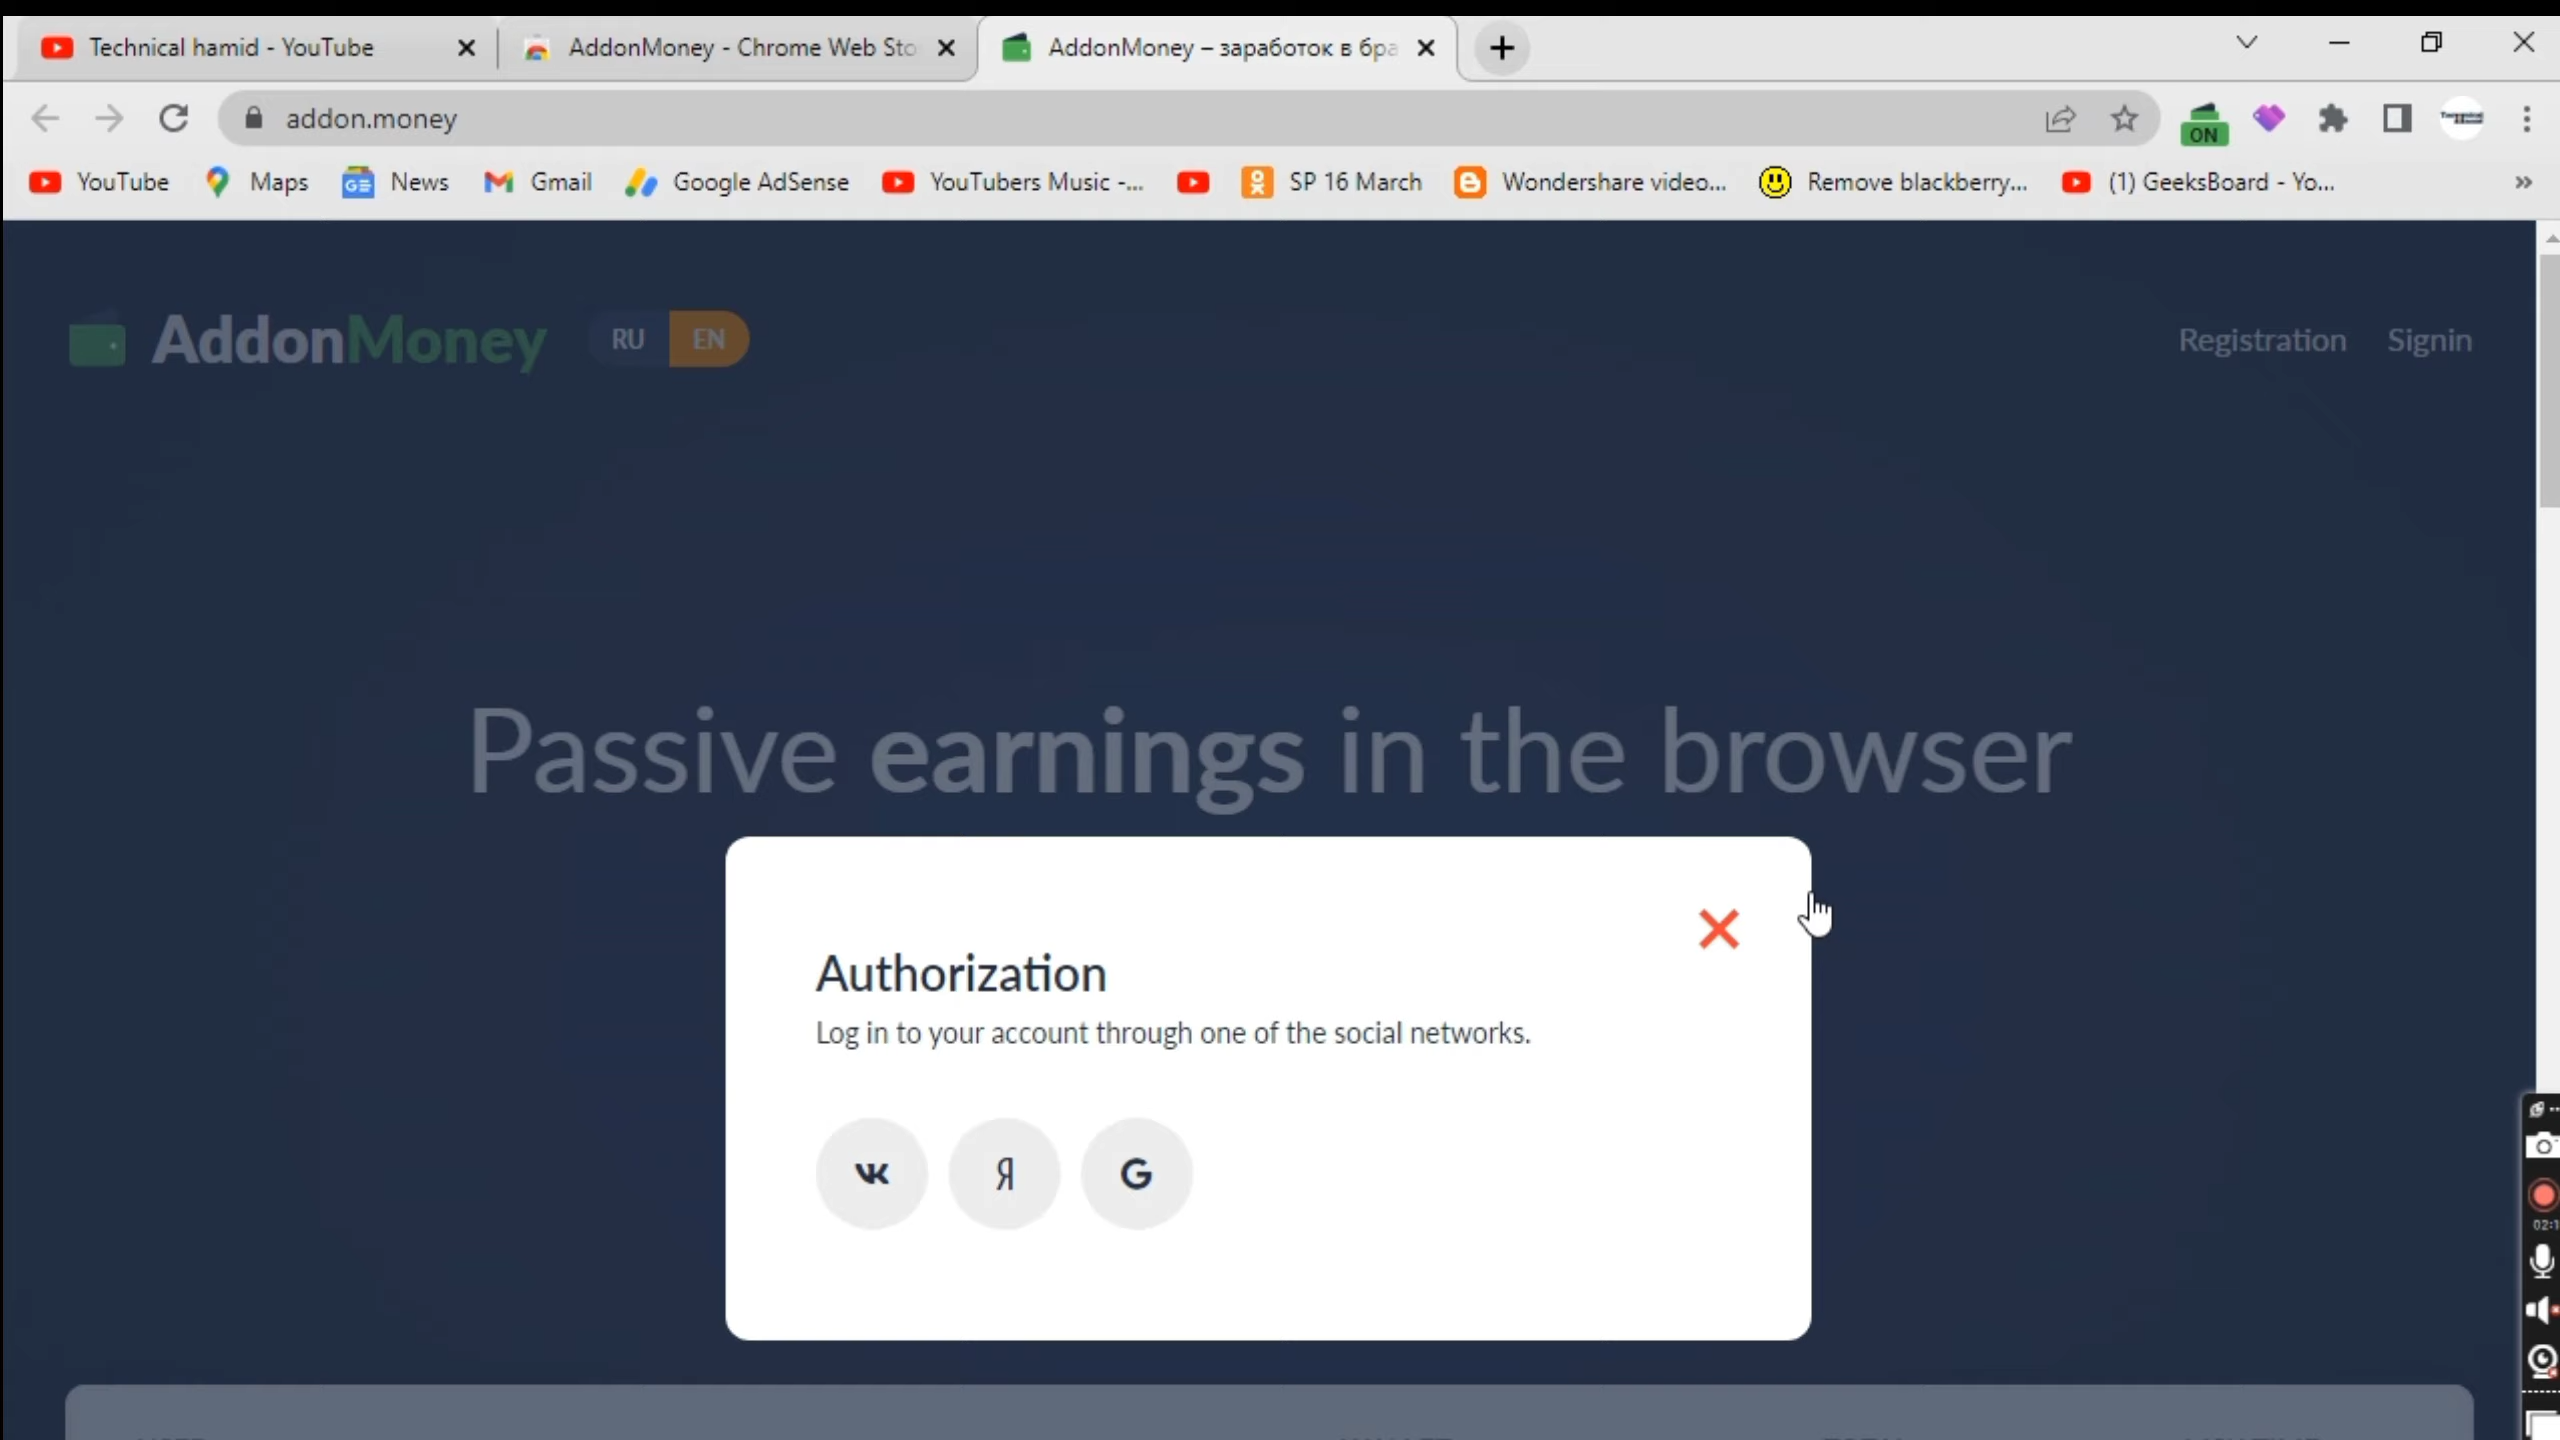 Technical hamid - YouTube
AddonMoney - Chrome Web Sto
AddonMoney – заработок в бра
addon.money
ON
YouTube
Maps
GE
News
Gmail
Google AdSense
YouTubers Music -...
SP 16 March
Wondershare video...
Remove blackberry...
(1) GeeksBoard - Yo...
AddonMoney
RU
EN
Registration
Signin
Passive earnings in the browser
Authorization
Log in to your account through one of the social networks.
Я
G